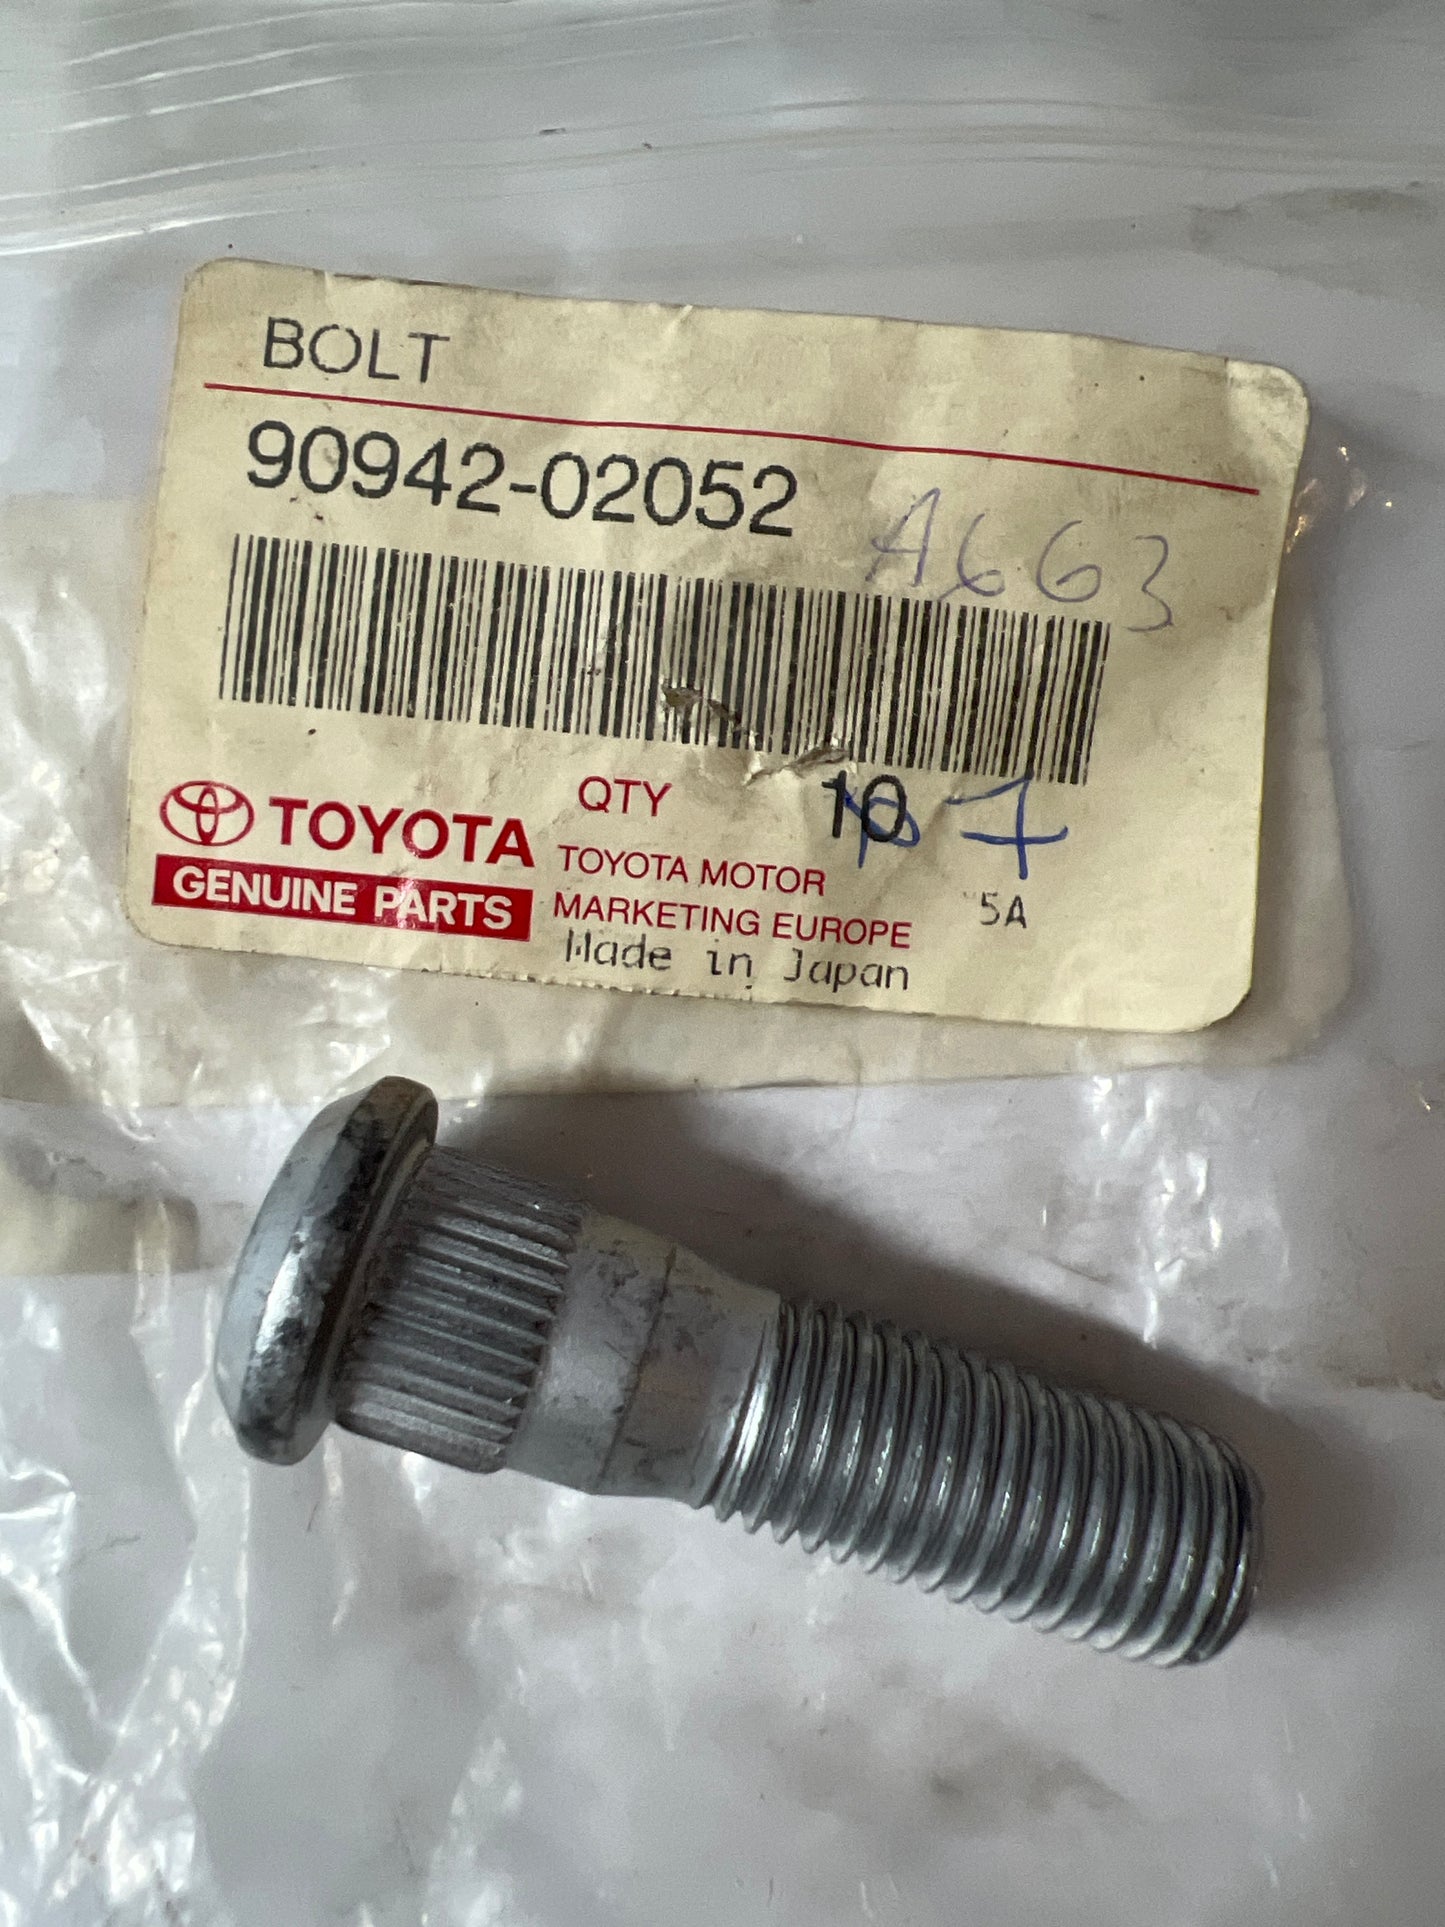 BOLT
90942-02052
A663
QTY 10 7
TOYOTA
GENUINE PARTS
TOYOTA MOTOR
MARKETING EUROPE
5A
Made in Japan